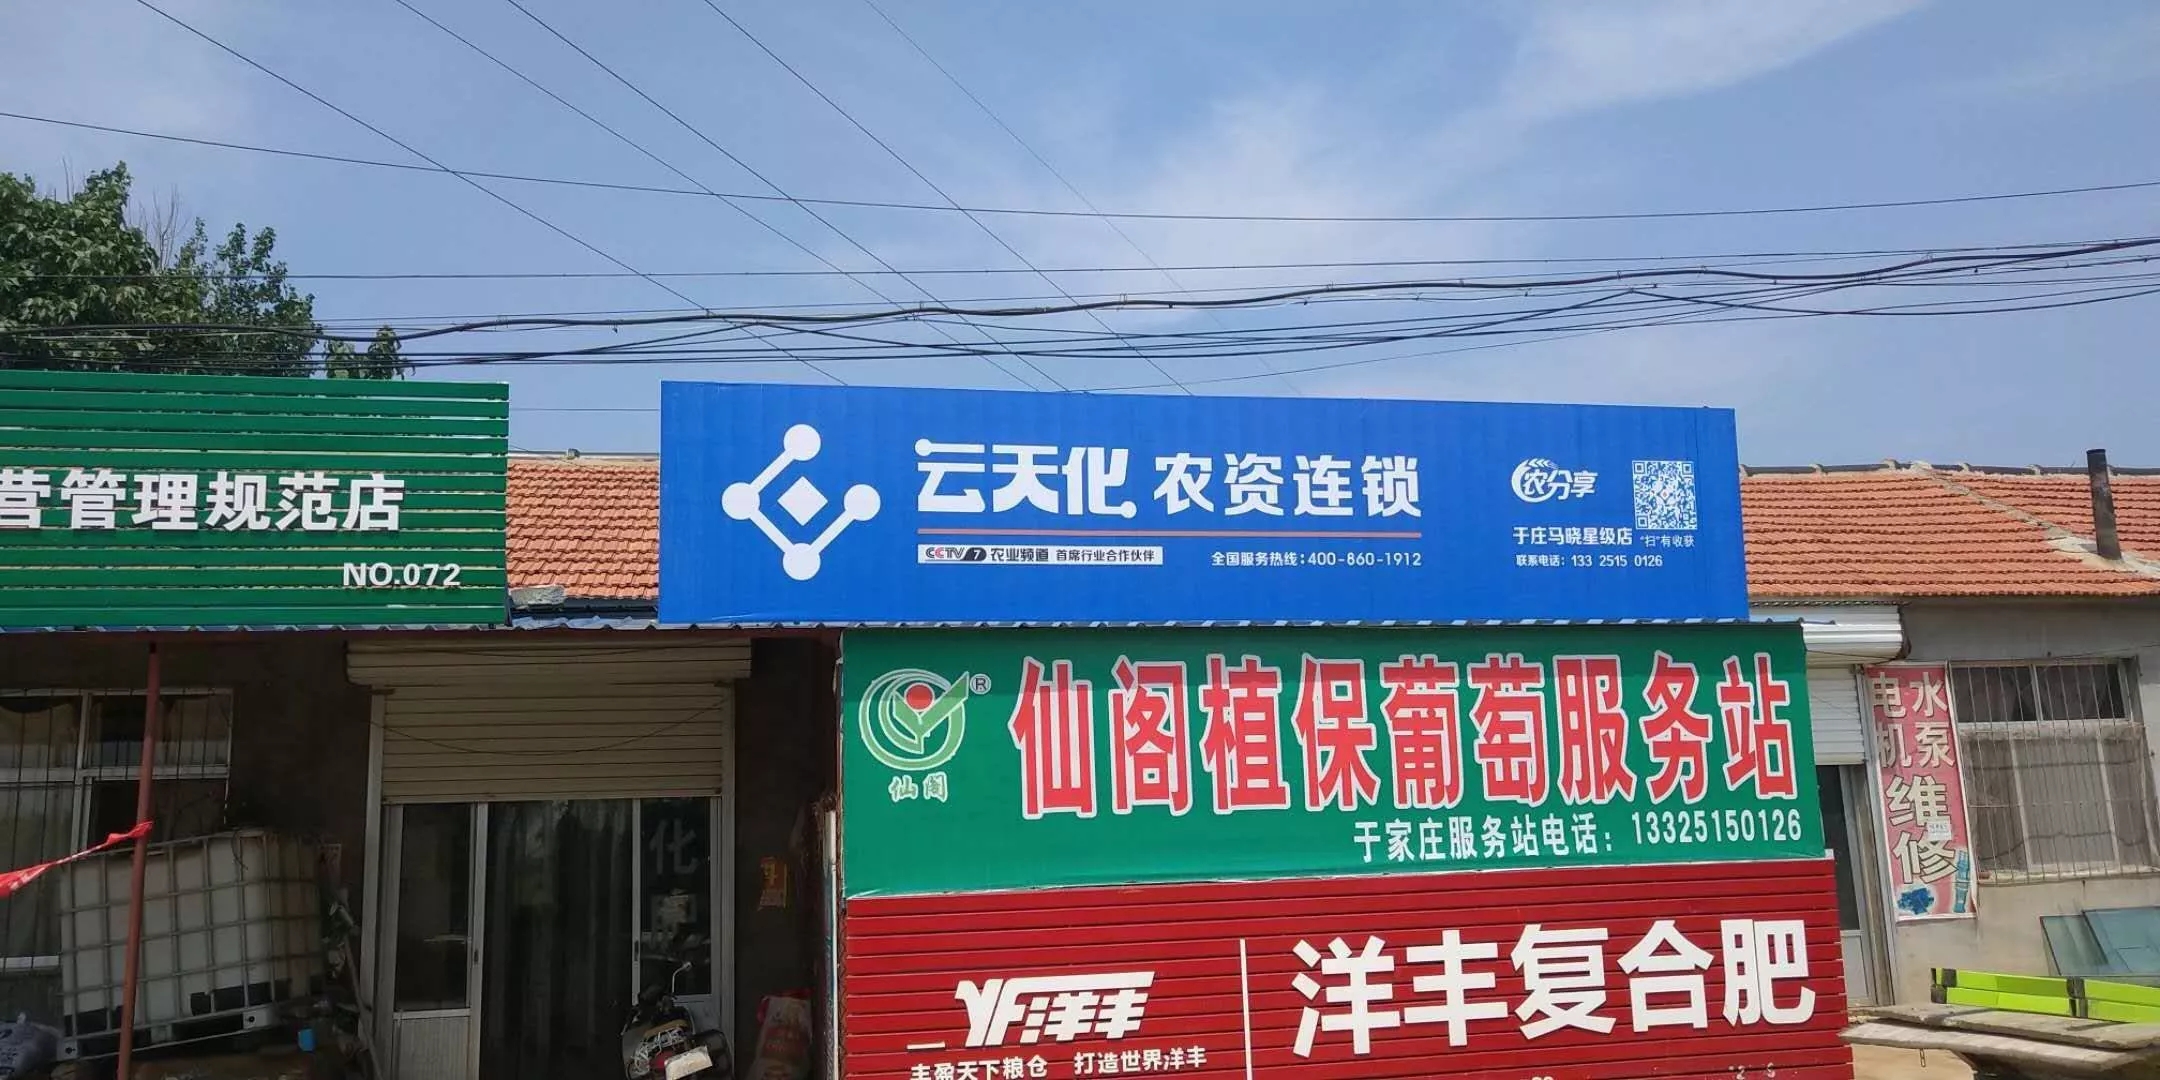 营管理规范店
NO.072
云天化 农资连锁
CCTV 7 农业频道 首席行业合作伙伴
全国服务热线:400-860-1912
农分享
于庄马晓星级店
"扫"有收获
联系电话: 133 2515 0126
仙阁
®
仙阁植保葡萄服务站
于家庄服务站电话: 13325150126
YF洋丰
丰盈天下粮仓 打造世界洋丰
洋丰复合肥
水泵
电机
维修
化肥